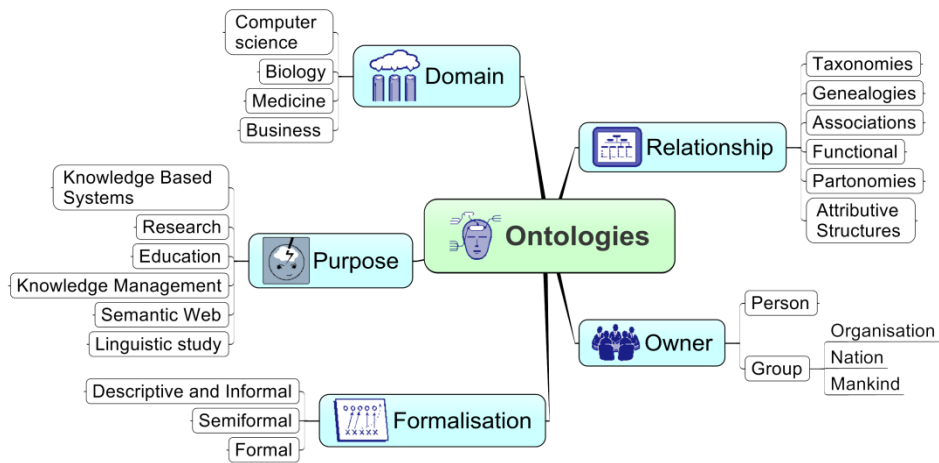 Ontologies
Domain
Computer
science
Biology
Medicine
Business
Relationship
Taxonomies
Genealogies
Associations
Functional
Partonomies
Attributive
Structures
Purpose
Knowledge Based
Systems
Research
Education
Knowledge Management
Semantic Web
Linguistic study
Owner
Person
Group
Organisation
Nation
Mankind
Formalisation
Descriptive and Informal
Semiformal
Formal